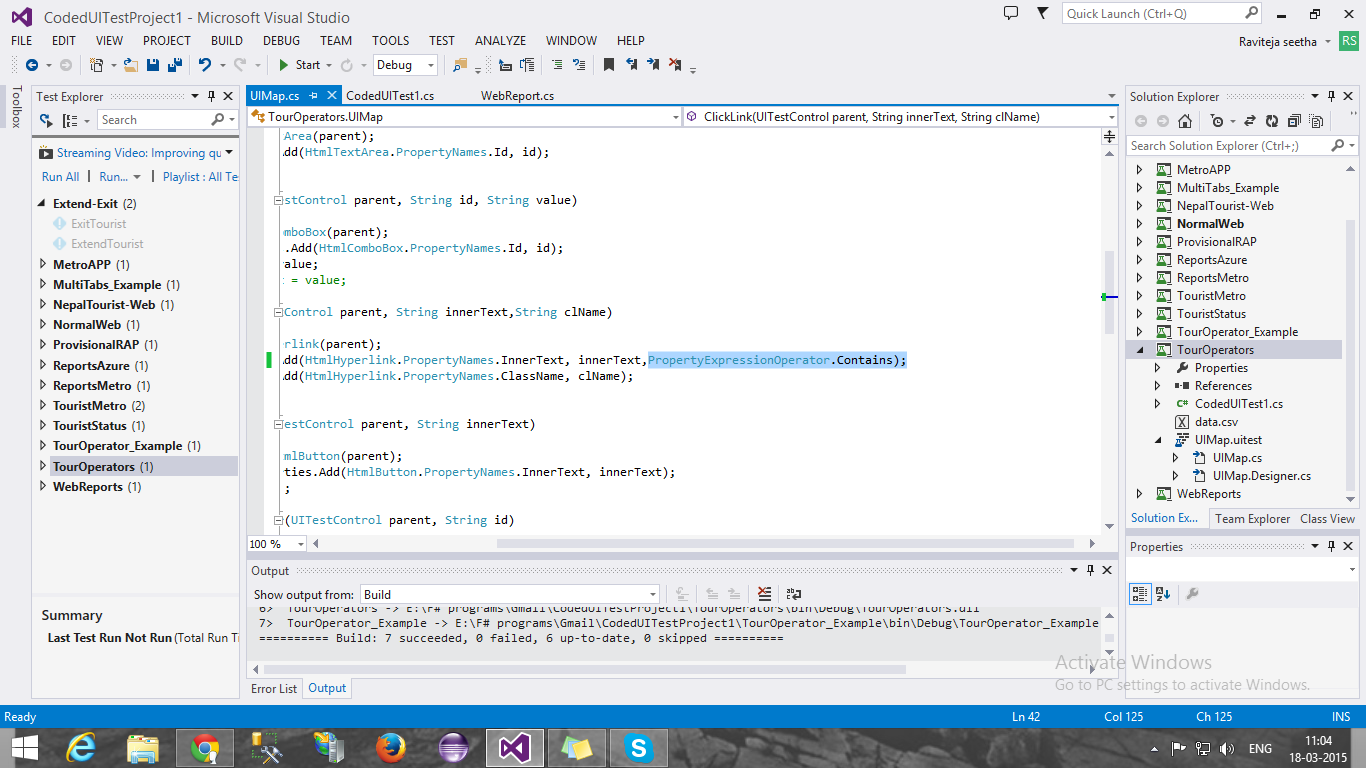 CodedUITestProject1 - Microsoft Visual Studio
Quick Launch (Ctrl+Q)
FILE EDIT VIEW PROJECT BUILD DEBUG TEAM TOOLS TEST ANALYZE WINDOW HELP
Raviteja seetha
RS
Start
Debug
Toolbox
Test Explorer
Search
Streaming Video: Improving qu
Run All | Run... | Playlist : All Te
Extend-Exit (2)
ExitTourist
ExtendTourist
MetroAPP (1)
MultiTabs_Example (1)
NepalTourist-Web (1)
NormalWeb (1)
ProvisionalRAP (1)
ReportsAzure (1)
ReportsMetro (1)
TouristMetro (2)
TouristStatus (1)
TourOperator_Example (1)
TourOperators (1)
WebReports (1)
Summary
Last Test Run Not Run (Total Run Ti
UIMap.cs
CodedUITest1.cs
WebReport.cs
TourOperators.UIMap
ClickLink(UITestControl parent, String innerText, String clName)
Area(parent);
dd(HtmlTextArea.PropertyNames.Id, id);
stControl parent, String id, String value)
mboBox(parent);
.Add(HtmlComboBox.PropertyNames.Id, id);
alue;
: = value;
Control parent, String innerText,String clName)
rlink(parent);
dd(HtmlHyperlink.PropertyNames.InnerText, innerText,PropertyExpressionOperator.Contains);
dd(HtmlHyperlink.PropertyNames.ClassName, clName);
estControl parent, String innerText)
mlButton(parent);
ties.Add(HtmlButton.PropertyNames.InnerText, innerText);
;
(UITestControl parent, String id)
100 %
Output
Show output from: Build
6> TourOperators -> E:\F# programs\Gmail\CodedUITestProject1\TourOperators\bin\Debug\TourOperators.dll
7> TourOperator_Example -> E:\F# programs\Gmail\CodedUITestProject1\TourOperator_Example\bin\Debug\TourOperator_Example
========== Build: 7 succeeded, 0 failed, 6 up-to-date, 0 skipped ==========
Error List
Output
Solution Explorer
Search Solution Explorer (Ctrl+;)
MetroAPP
MultiTabs_Example
NepalTourist-Web
NormalWeb
ProvisionalRAP
ReportsAzure
ReportsMetro
TouristMetro
TouristStatus
TourOperator_Example
TourOperators
Properties
References
C# CodedUITest1.cs
data.csv
UIMap.uitest
UIMap.cs
UIMap.Designer.cs
WebReports
Solution Ex...
Team Explorer
Class View
Properties
Activate Windows
Go to PC settings to activate Windows.
Ready
Ln 42
Col 125
Ch 125
INS
ENG
11:04
18-03-2015